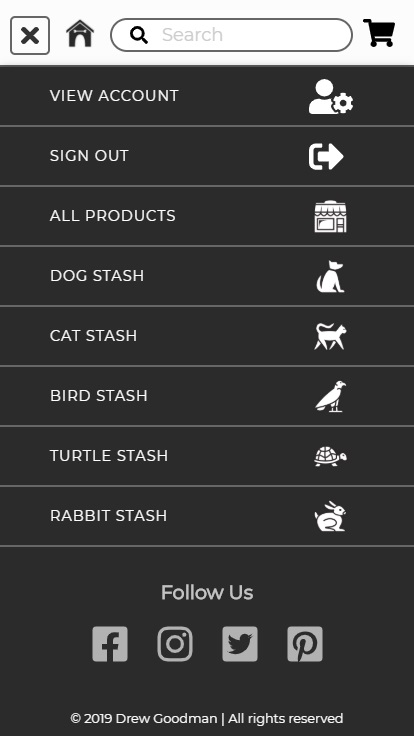 Search
VIEW ACCOUNT
SIGN OUT
ALL PRODUCTS
DOG STASH
CAT STASH
BIRD STASH
TURTLE STASH
RABBIT STASH
Follow Us
© 2019 Drew Goodman | All rights reserved